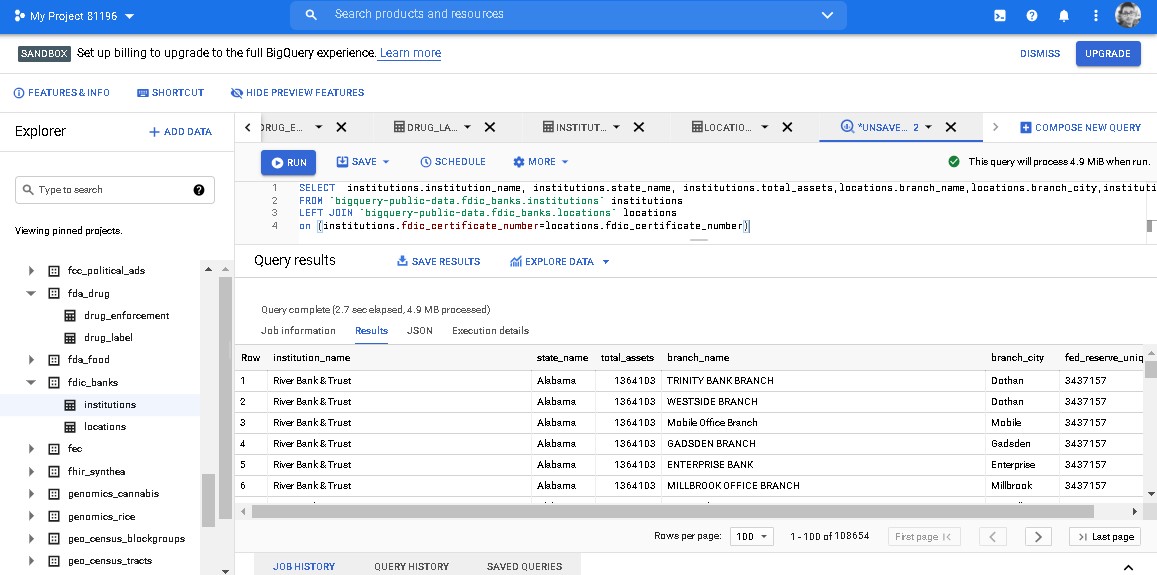 My Project 81196
Search products and resources
SANDBOX Set up billing to upgrade to the full BigQuery experience. Learn more
DISMISS UPGRADE
FEATURES & INFO SHORTCUT HIDE PREVIEW FEATURES
Explorer
+ ADD DATA
DRUG_E... DRUG_LA... INSTITUT... LOCATIO... *UNSAVE... 2 COMPOSE NEW QUERY
RUN SAVE SCHEDULE MORE This query will process 4.9 MiB when run.
Type to search
Viewing pinned projects.
1 SELECT institutions.institution_name, institutions.state_name, institutions.total_assets,locations.branch_name,locations.branch_city,instituti
2 FROM `bigquery-public-data.fdic_banks.institutions` institutions
3 LEFT JOIN `bigquery-public-data.fdic_banks.locations` locations
4 on (institutions.fdic_certificate_number=locations.fdic_certificate_number)
fcc_political_ads
fda_drug
drug_enforcement
drug_label
fda_food
fdic_banks
institutions
locations
fec
fhir_synthea
genomics_cannabis
genomics_rice
geo_census_blockgroups
geo_census_tracts
Query results SAVE RESULTS EXPLORE DATA
Query complete (2.7 sec elapsed, 4.9 MB processed)
Job information Results JSON Execution details
Row institution_name state_name total_assets branch_name branch_city fed_reserve_uniq
1 River Bank & Trust Alabama 1364103 TRINITY BANK BRANCH Dothan 3437157
2 River Bank & Trust Alabama 1364103 WESTSIDE BRANCH Dothan 3437157
3 River Bank & Trust Alabama 1364103 Mobile Office Branch Mobile 3437157
4 River Bank & Trust Alabama 1364103 GADSDEN BRANCH Gadsden 3437157
5 River Bank & Trust Alabama 1364103 ENTERPRISE BANK Enterprise 3437157
6 River Bank & Trust Alabama 1364103 MILLBROOK OFFICE BRANCH Millbrook 3437157
Rows per page: 100 1 - 100 of 108654 First page Last page
JOB HISTORY QUERY HISTORY SAVED QUERIES